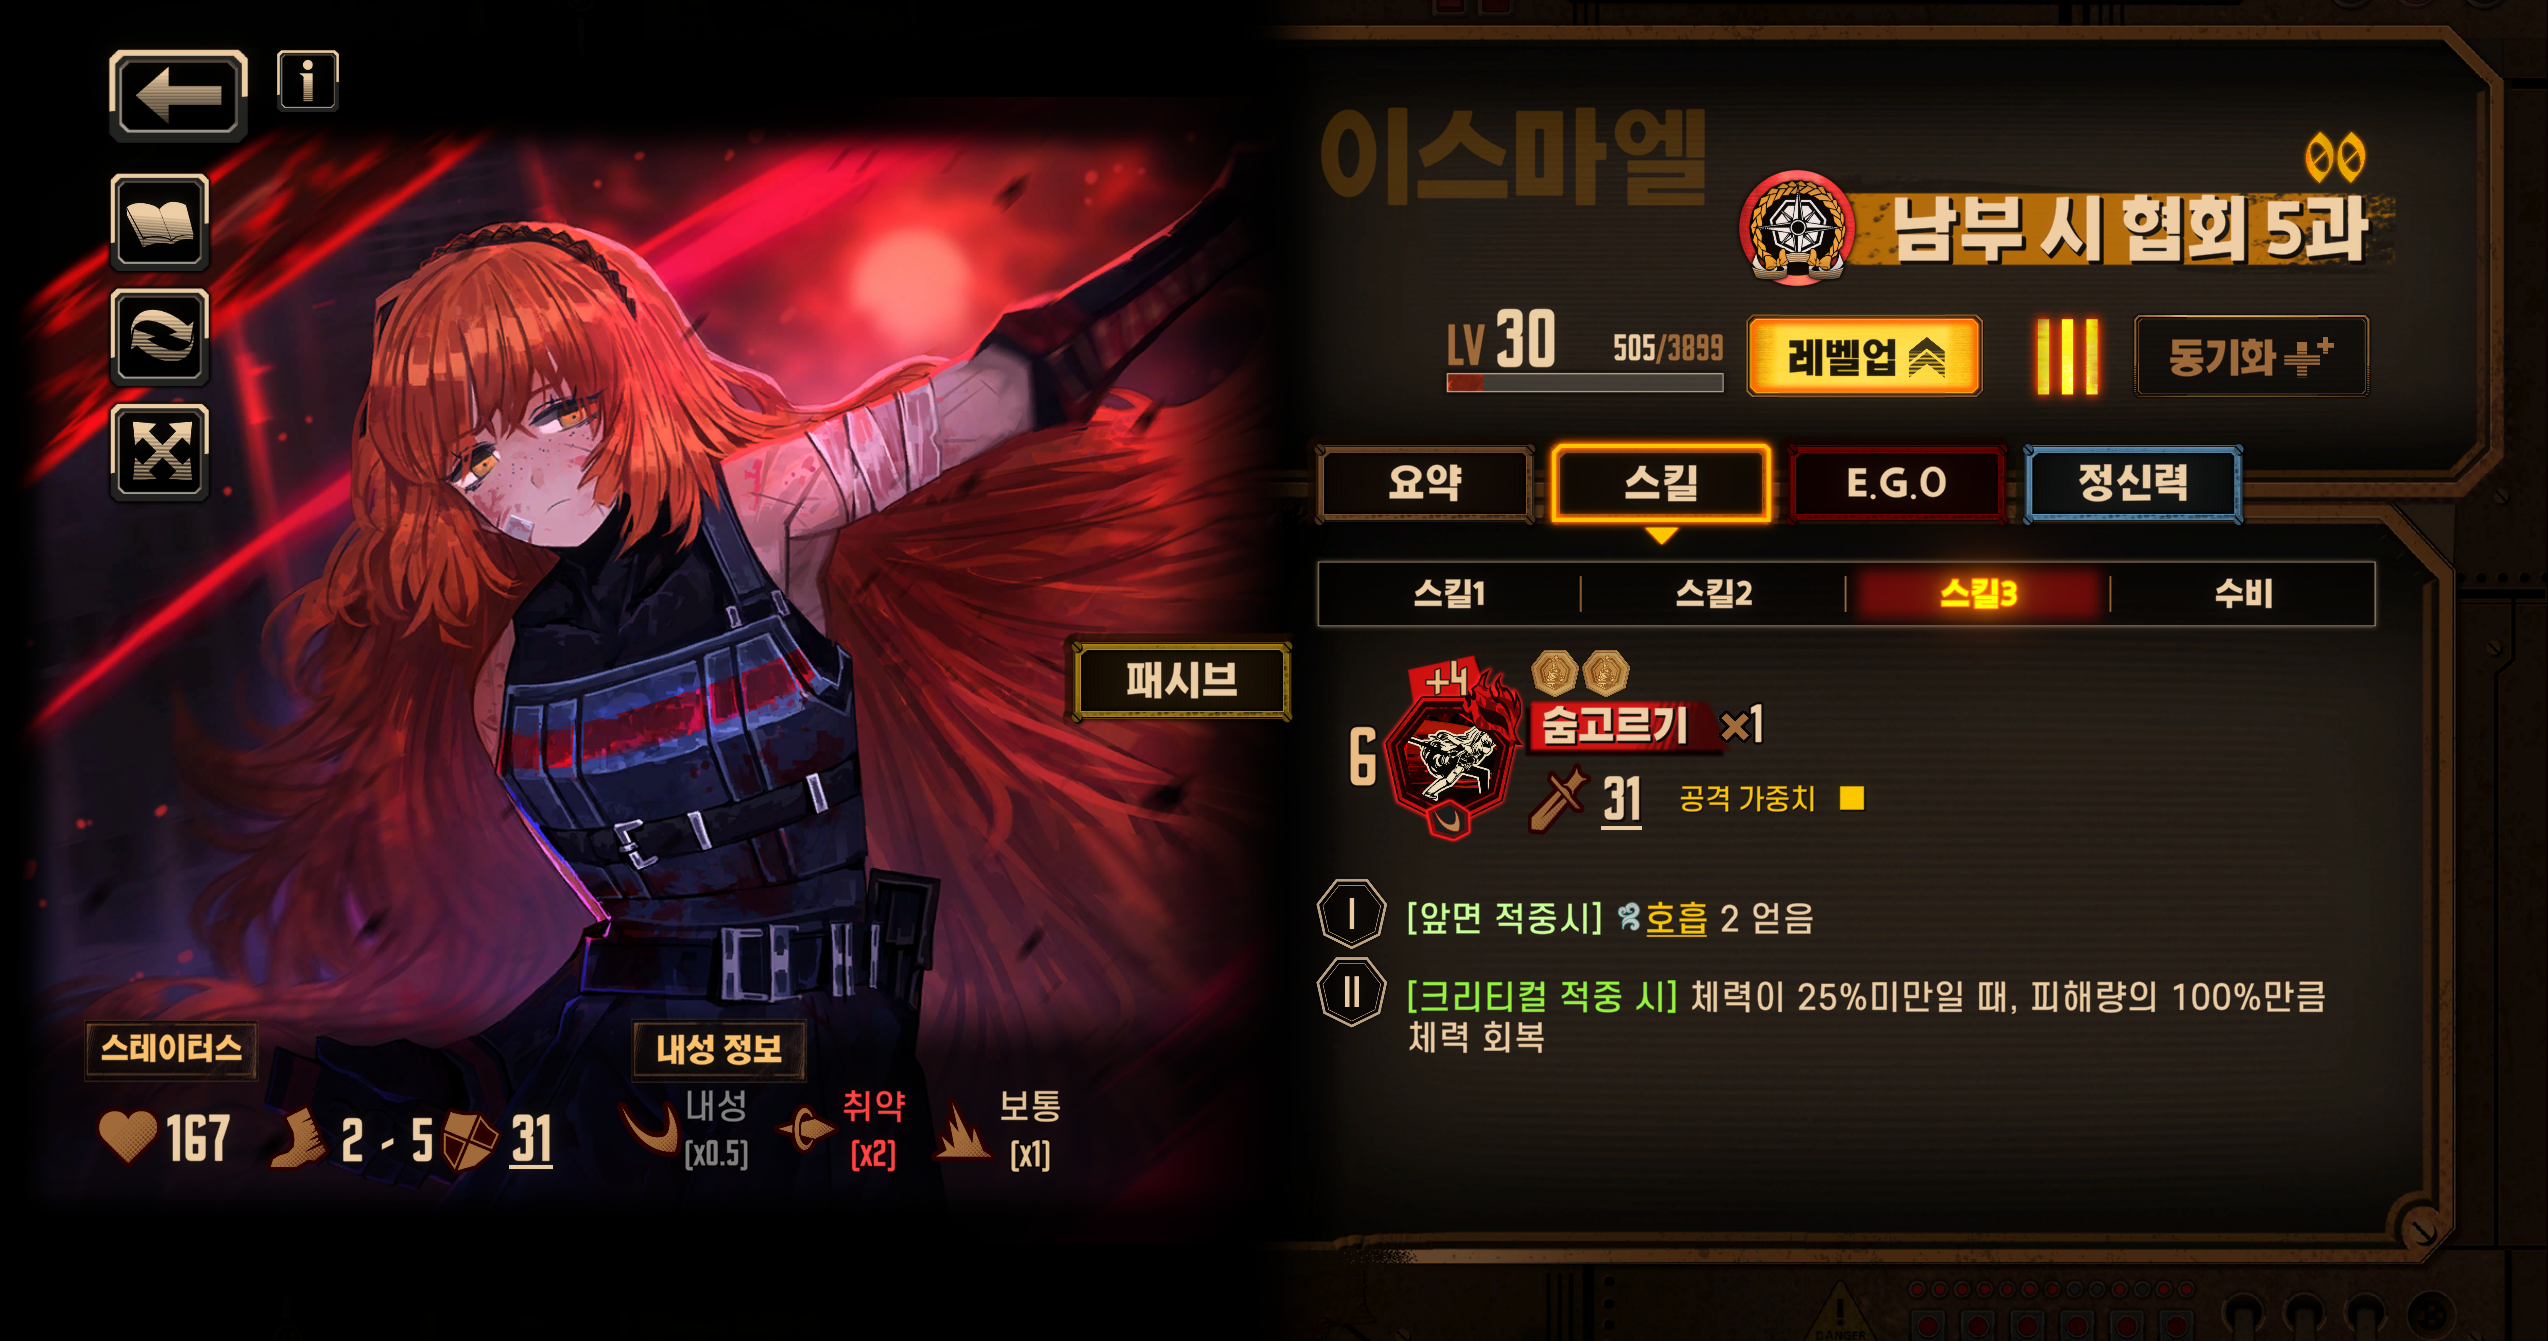 이스마엘
남부 시 협회 5과
LV 30
505/3899
레벨업
동기화
요약
스킬
E.G.O
정신력
스킬1
스킬2
스킬3
수비
패시브
+4
6
숨고르기 x1
31
공격 가중치
I [앞면 적중시] 호흡 2 얻음
II [크리티컬 적중 시] 체력이 25%미만일 때, 피해량의 100%만큼
체력 회복
스테이터스
167
2 - 5
31
내성 정보
내성
[x0.5]
취약
[x2]
보통
[x1]
DANGER